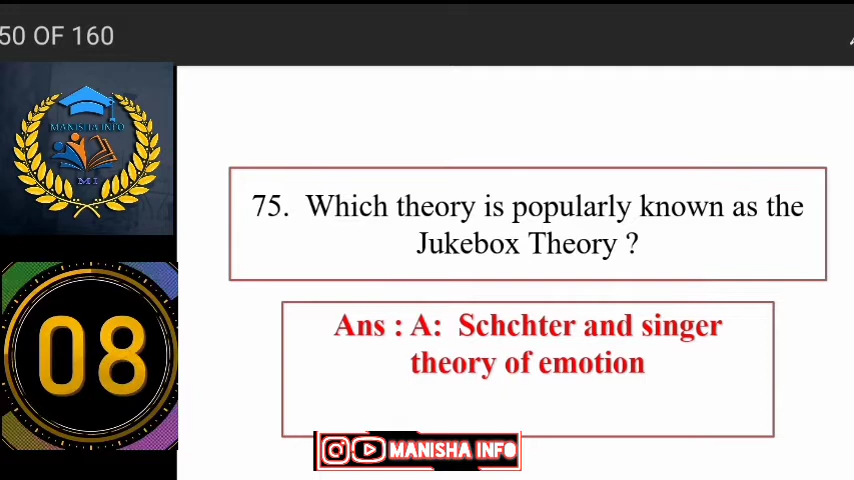 50 OF 160
MANISHA INFO
MI
75. Which theory is popularly known as the
Jukebox Theory ?
08
Ans : A: Schchter and singer
theory of emotion
MANISHA INFO